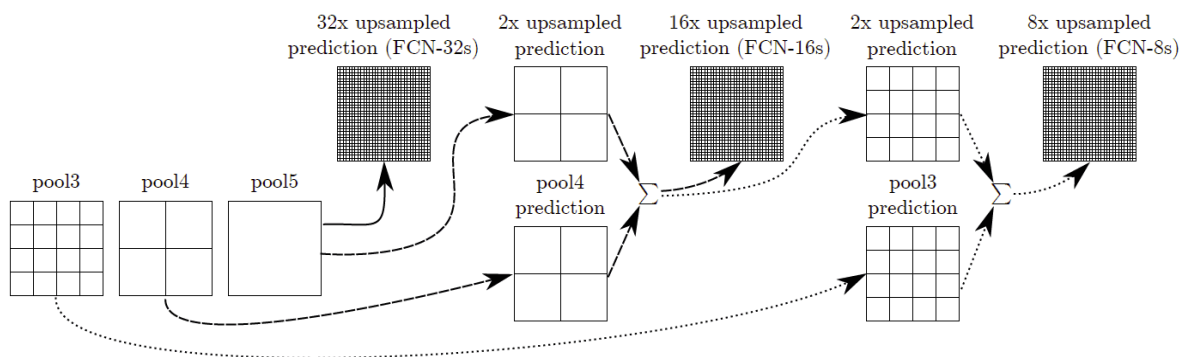 32x upsampled
prediction (FCN-32s)
2x upsampled
prediction
16x upsampled
prediction (FCN-16s)
2x upsampled
prediction
8x upsampled
prediction (FCN-8s)
pool3
pool4
pool5
pool4
prediction
∑
pool3
prediction
∑